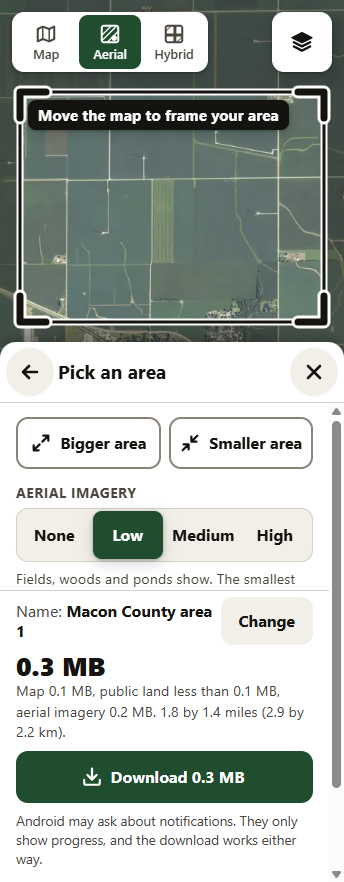 Map
Aerial
Hybrid
Move the map to frame your area
Pick an area
Bigger area
Smaller area
AERIAL IMAGERY
None
Low
Medium
High
Fields, woods and ponds show. The smallest
Name: Macon County area
1
Change
0.3 MB
Map 0.1 MB, public land less than 0.1 MB,
aerial imagery 0.2 MB. 1.8 by 1.4 miles (2.9 by
2.2 km).
Download 0.3 MB
Android may ask about notifications. They only
show progress, and the download works either
way.